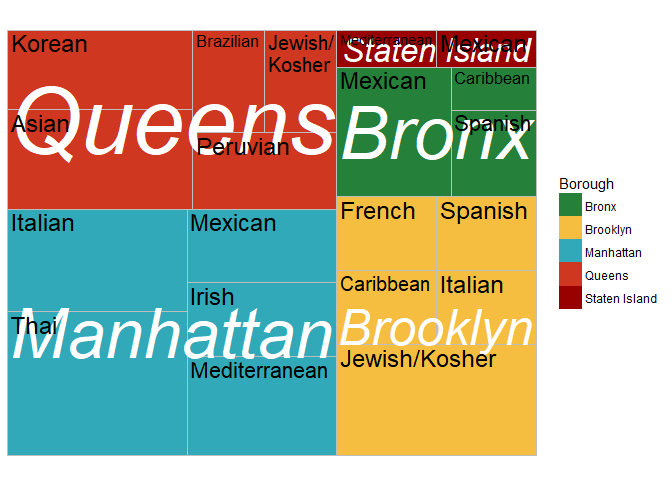 Korean
Brazilian
Jewish/
Kosher
Mediterranean
Mexican
Staten Island
Mexican
Caribbean
Queens
Asian
Bronx
Spanish
Peruvian
Italian
Mexican
French
Spanish
Irish
Caribbean
Italian
Thai
Manhattan
Brooklyn
Mediterranean
Jewish/Kosher
Borough
Bronx
Brooklyn
Manhattan
Queens
Staten Island